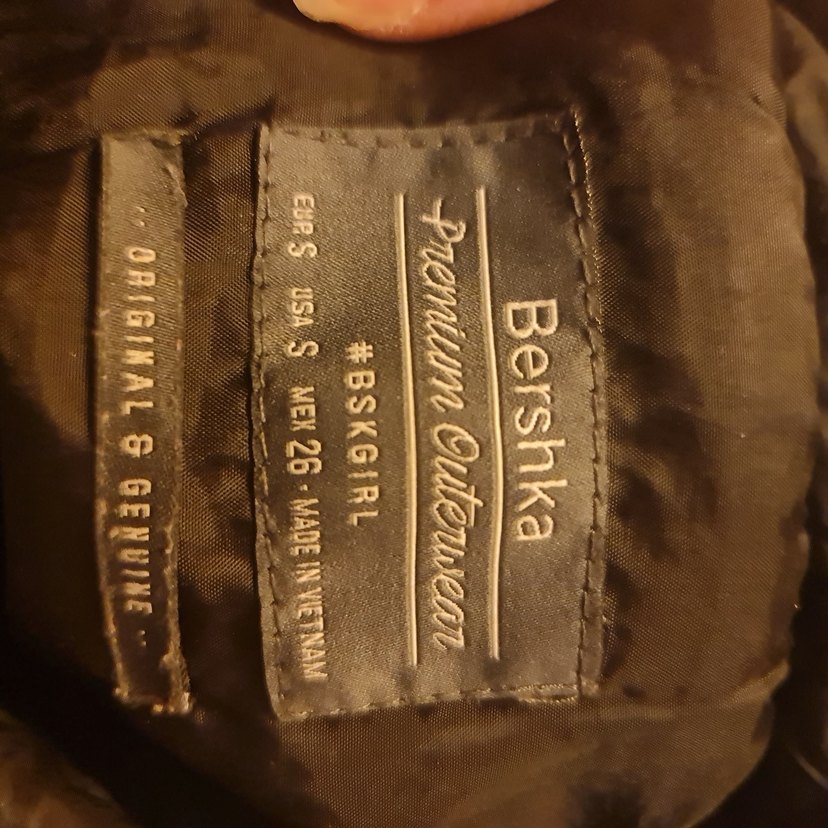 Bershka
Premium Outerwear
#BSKGIRL
EUR S USA S MEX 26 · MADE IN VIETNAM
·· ORIGINAL & GENUINE ··